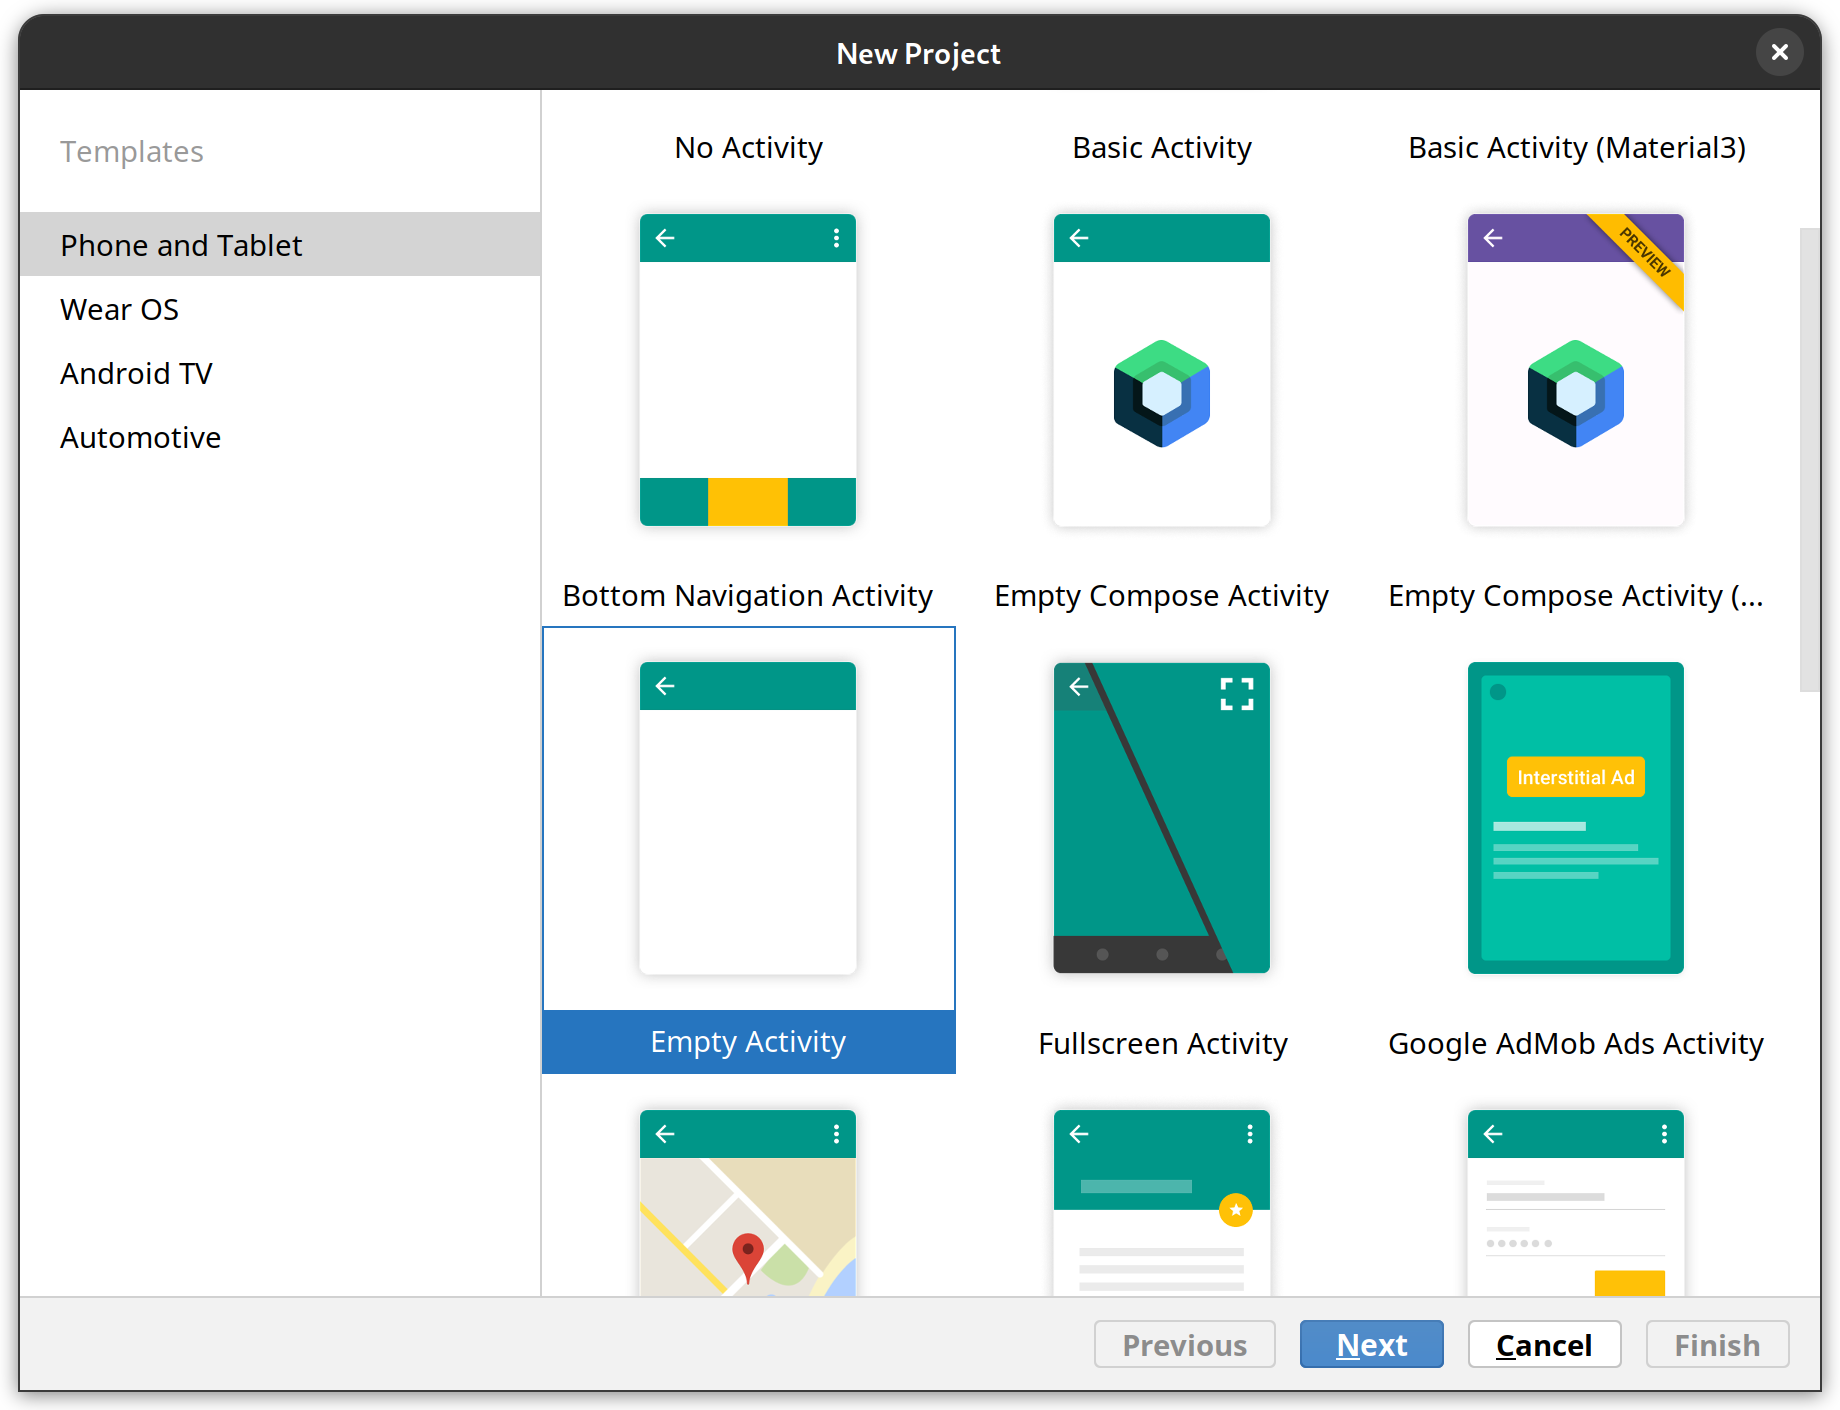 New Project
Templates
Phone and Tablet
Wear OS
Android TV
Automotive
No Activity
Basic Activity
Basic Activity (Material3)
PREVIEW
Bottom Navigation Activity
Empty Compose Activity
Empty Compose Activity (...
Interstitial Ad
Empty Activity
Fullscreen Activity
Google AdMob Ads Activity
Previous
Next
Cancel
Finish